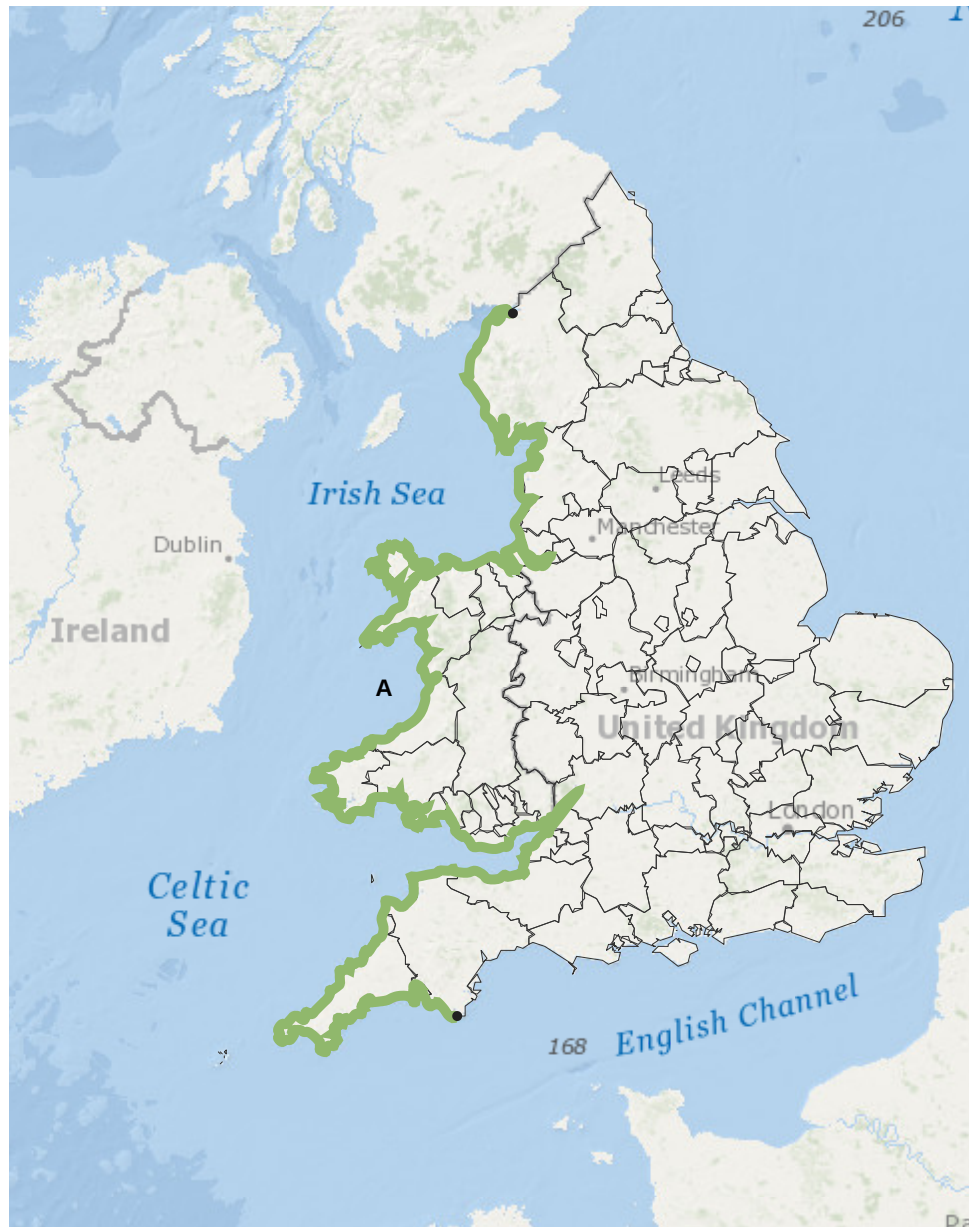 206
Leeds
Irish Sea
Manchester
Dublin
Ireland
Birmingham
A
United Kingdom
London
Celtic
Sea
English Channel
168